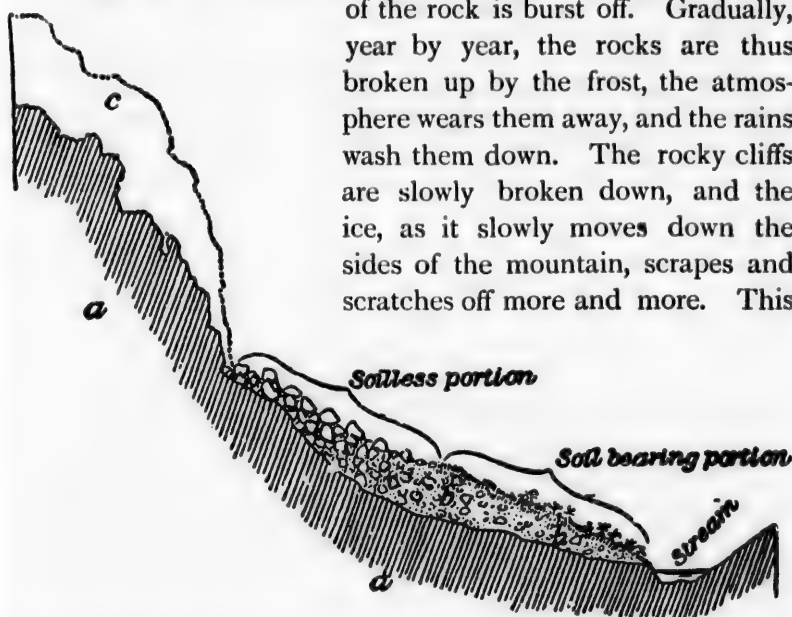 of the rock is burst off. Gradually,
year by year, the rocks are thus
broken up by the frost, the atmos-
phere wears them away, and the rains
wash them down. The rocky cliffs
are slowly broken down, and the
ice, as it slowly moves down the
sides of the mountain, scrapes and
scratches off more and more. This
c
a
Soilless portion
Soil bearing portion
stream
b
b
d